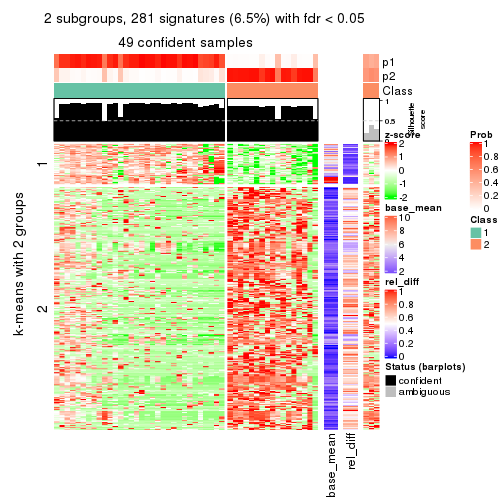 2 subgroups, 281 signatures (6.5%) with fdr < 0.05
49 confident samples
p1
p2
Class
1
0.5
0
Silhouette
score
k-means with 2 groups
1
2
base_mean
rel_diff
z-score
2
1
0
-1
-2
base_mean
10
8
6
4
2
rel_diff
1
0.8
0.6
0.4
0.2
0
Status (barplots)
confident
ambiguous
Prob
1
0.8
0.6
0.4
0.2
0
Class
1
2